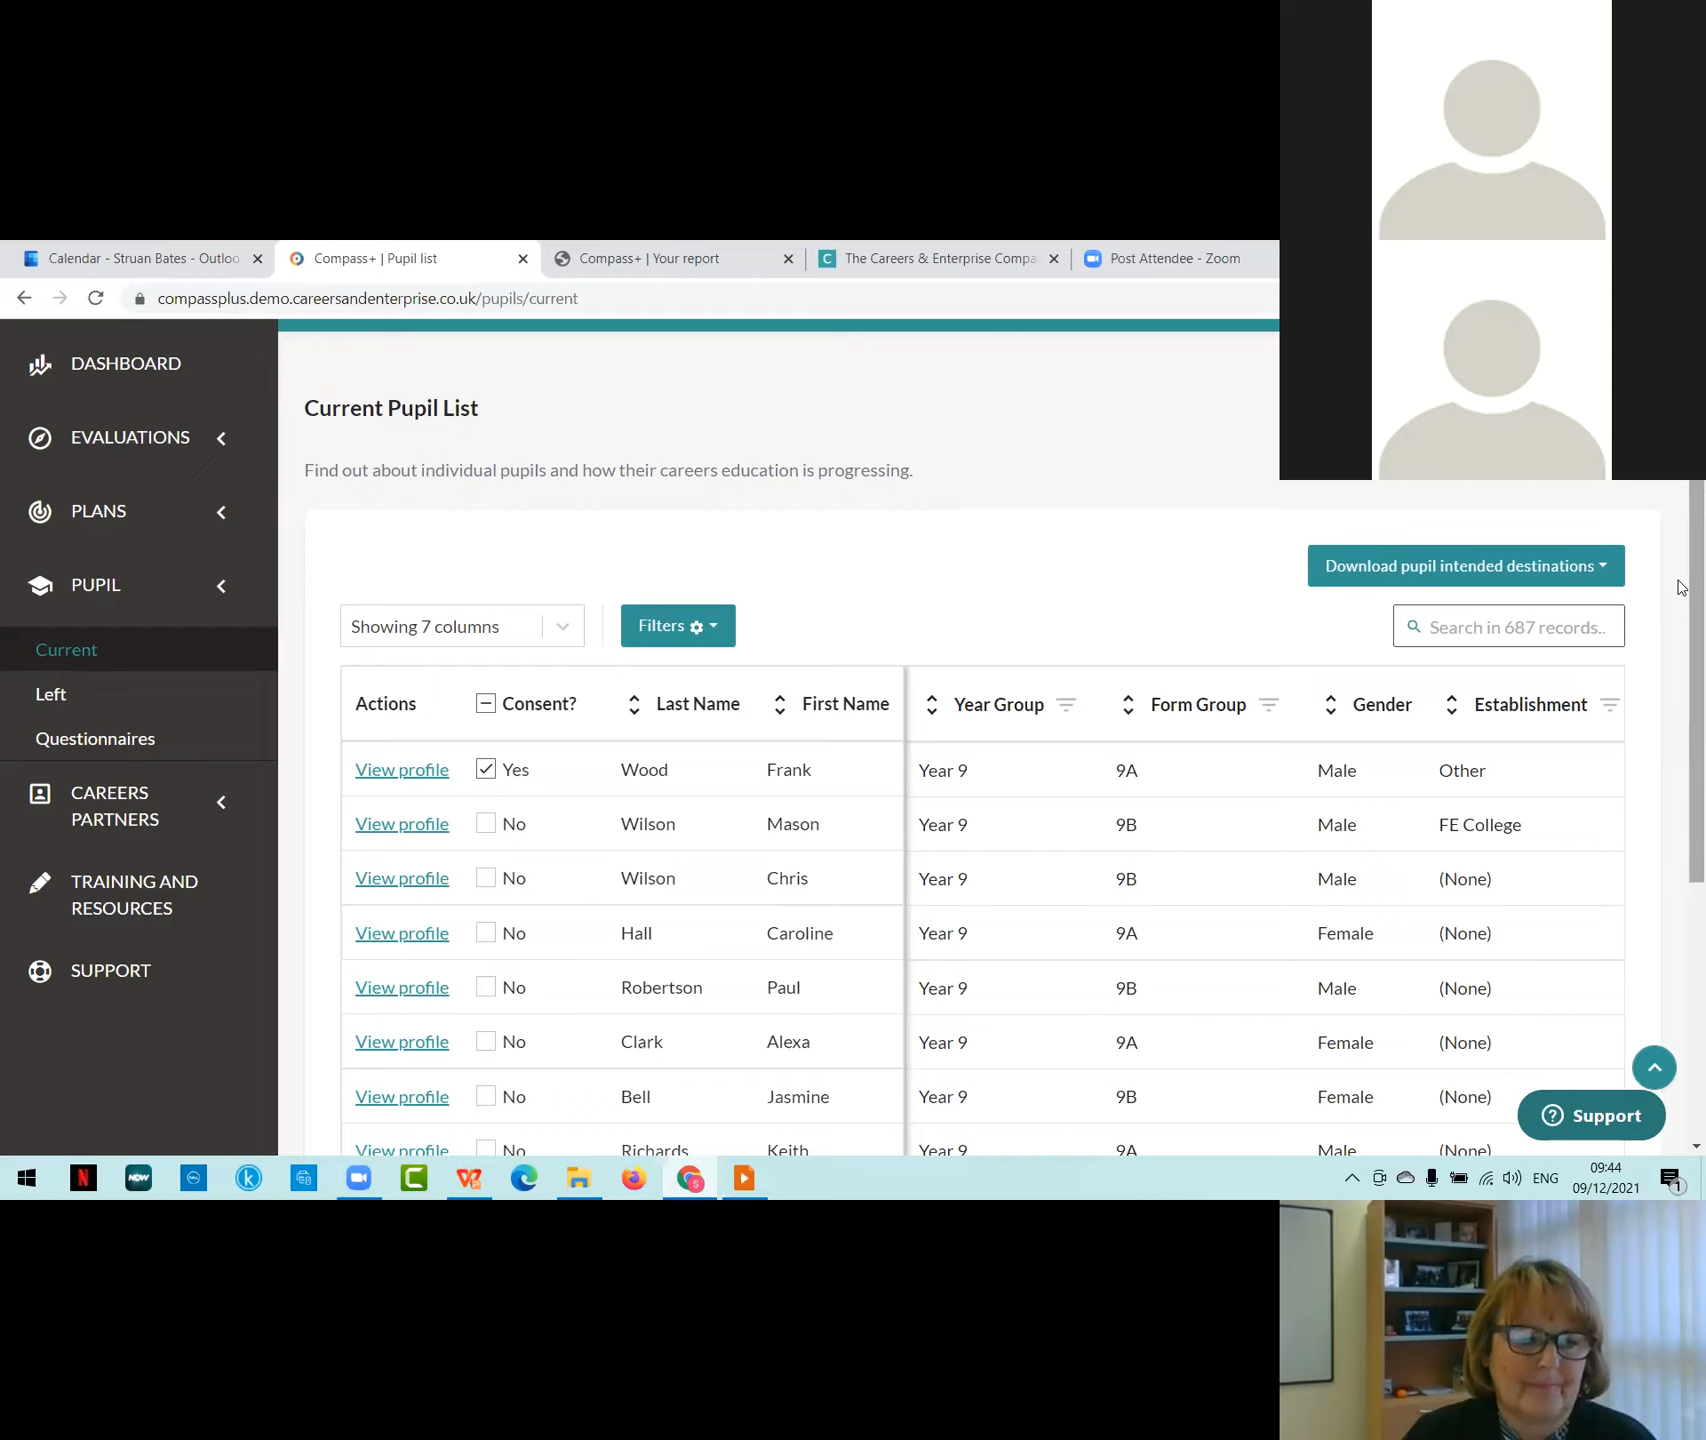 Calendar - Struan Bates - Outloo
Compass+ | Pupil list
Compass+ | Your report
C The Careers & Enterprise Compa
Post Attendee - Zoom
compassplus.demo.careersandenterprise.co.uk/pupils/current
DASHBOARD
EVALUATIONS
PLANS
PUPIL
Current
Left
Questionnaires
CAREERS
PARTNERS
TRAINING AND
RESOURCES
SUPPORT
Current Pupil List
Find out about individual pupils and how their careers education is progressing.
Download pupil intended destinations
Showing 7 columns
Filters
Search in 687 records..
Actions Consent? Last Name First Name Year Group Form Group Gender Establishment
View profile Yes Wood Frank Year 9 9A Male Other
View profile No Wilson Mason Year 9 9B Male FE College
View profile No Wilson Chris Year 9 9B Male (None)
View profile No Hall Caroline Year 9 9A Female (None)
View profile No Robertson Paul Year 9 9B Male (None)
View profile No Clark Alexa Year 9 9A Female (None)
View profile No Bell Jasmine Year 9 9B Female (None)
View profile No Richards Keith Year 9 9A Male (None)
Support
N NOW k C
ENG
09:44
09/12/2021
1